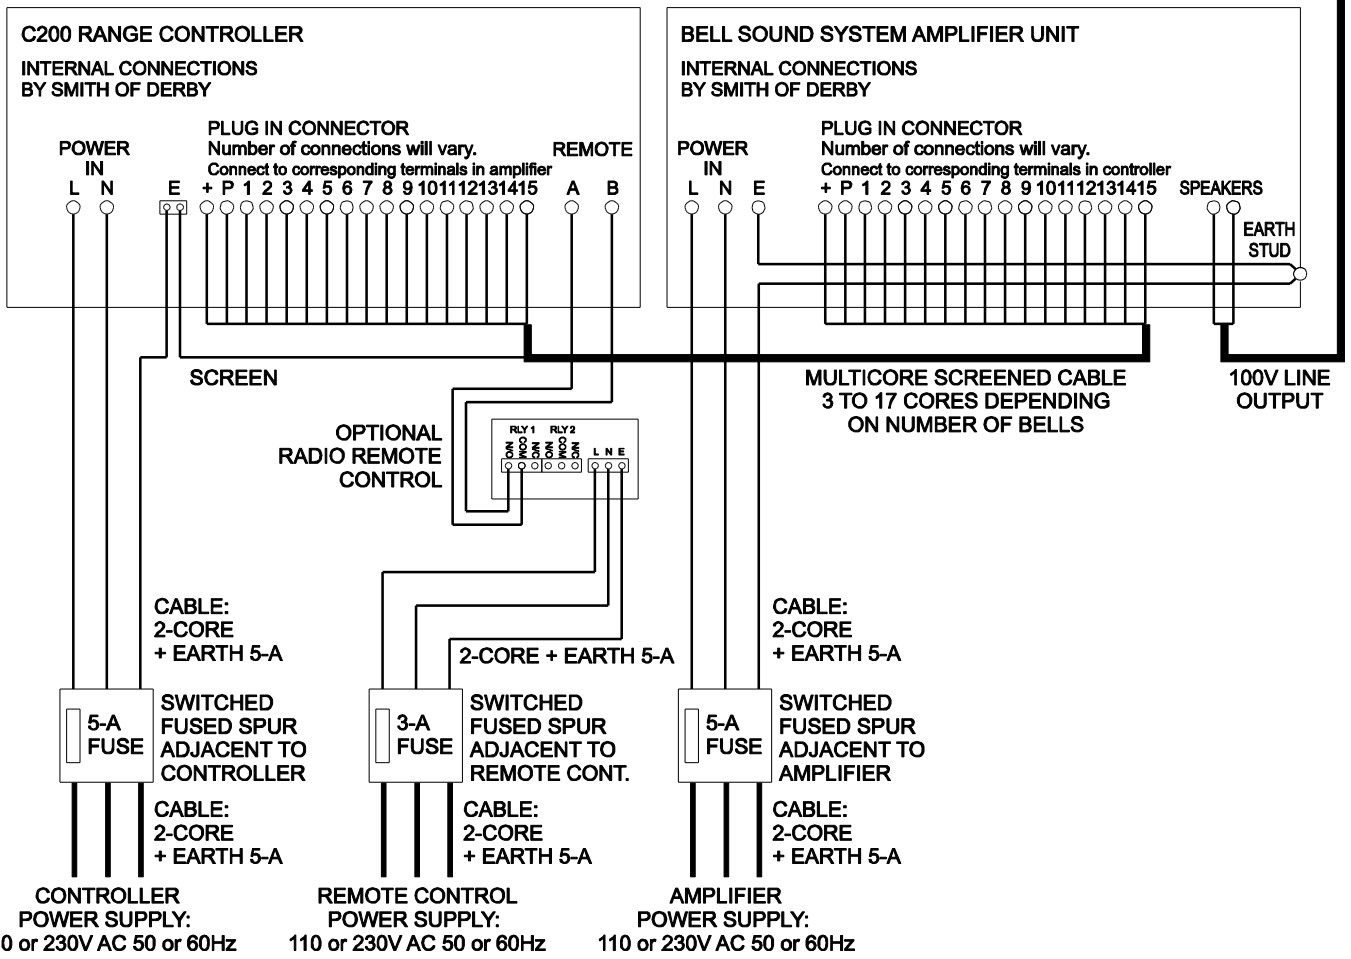 C200 RANGE CONTROLLER
INTERNAL CONNECTIONS
BY SMITH OF DERBY
POWER
IN
L N E
PLUG IN CONNECTOR
Number of connections will vary.
Connect to corresponding terminals in amplifier
+ P 1 2 3 4 5 6 7 8 9 10 11 12 13 14 15
REMOTE
A B
BELL SOUND SYSTEM AMPLIFIER UNIT
INTERNAL CONNECTIONS
BY SMITH OF DERBY
POWER
IN
L N E
PLUG IN CONNECTOR
Number of connections will vary.
Connect to corresponding terminals in controller
+ P 1 2 3 4 5 6 7 8 9 10 11 12 13 14 15
SPEAKERS
EARTH
STUD
SCREEN
MULTICORE SCREENED CABLE
3 TO 17 CORES DEPENDING
ON NUMBER OF BELLS
100V LINE
OUTPUT
OPTIONAL
RADIO REMOTE
CONTROL
RLY 1 RLY 2
N/O COM N/C N/O COM N/C
L N E
CABLE:
2-CORE
+ EARTH 5-A
2-CORE + EARTH 5-A
CABLE:
2-CORE
+ EARTH 5-A
5-A
FUSE
SWITCHED
FUSED SPUR
ADJACENT TO
CONTROLLER
3-A
FUSE
SWITCHED
FUSED SPUR
ADJACENT TO
REMOTE CONT.
5-A
FUSE
SWITCHED
FUSED SPUR
ADJACENT TO
AMPLIFIER
CABLE:
2-CORE
+ EARTH 5-A
CABLE:
2-CORE
+ EARTH 5-A
CABLE:
2-CORE
+ EARTH 5-A
CONTROLLER
POWER SUPPLY:
0 or 230V AC 50 or 60Hz
REMOTE CONTROL
POWER SUPPLY:
110 or 230V AC 50 or 60Hz
AMPLIFIER
POWER SUPPLY:
110 or 230V AC 50 or 60Hz